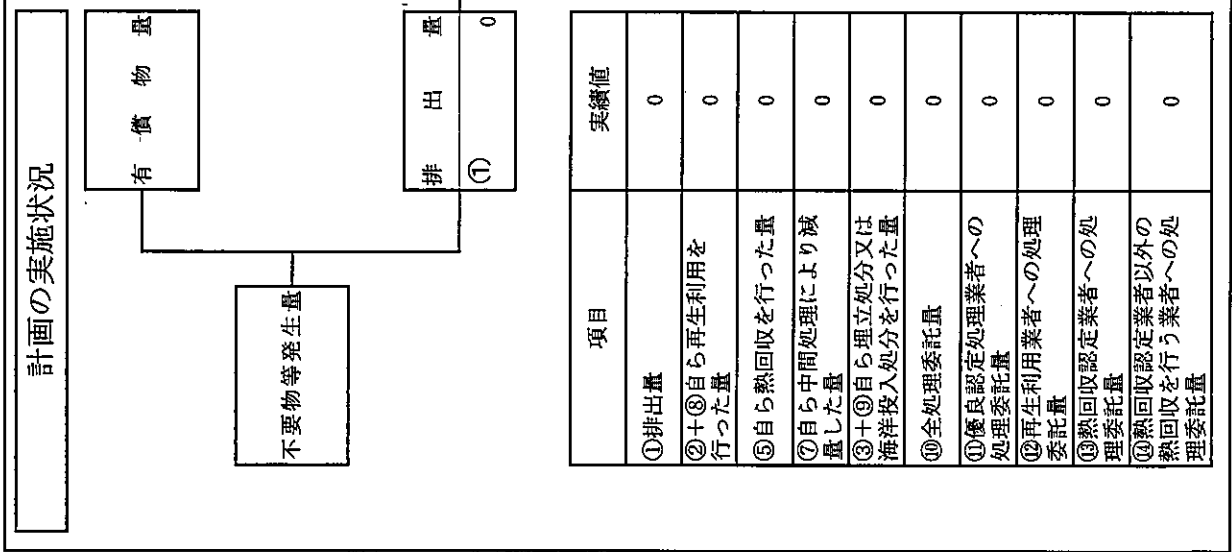 計画の実施状況
有償物量
不要物等発生量
排出量
① 0
項目 実績値
①排出量 0
②+⑧自ら再生利用を
行った量 0
⑤自ら熱回収を行った量 0
⑦自ら中間処理により減
量した量 0
③+⑨自ら埋立処分又は
海洋投入処分を行った量 0
⑩全処理委託量 0
⑪優良認定処理業者への
処理委託量 0
⑫再生利用業者への処理
委託量 0
⑬熱回収認定業者への処
理委託量 0
⑭熱回収認定業者以外の
熱回収を行う業者への処
理委託量 0